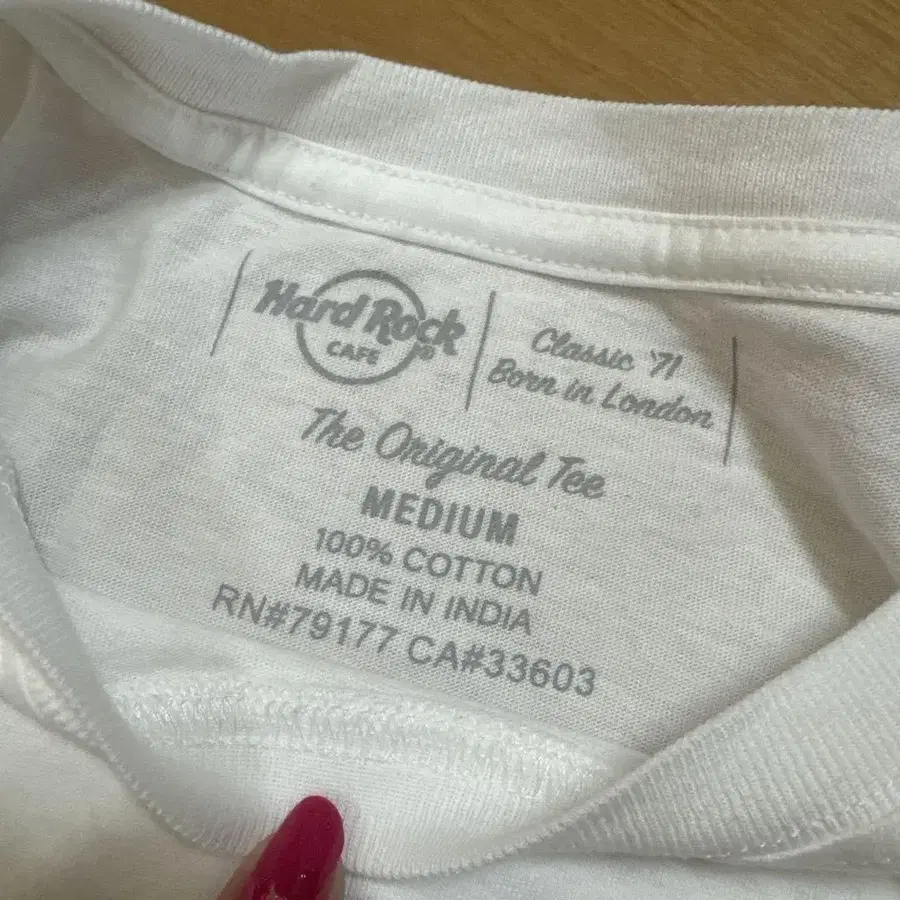 Hard Rock
CAFE
®
Classic '71
Born in London
The Original Tee
MEDIUM
100% COTTON
MADE IN INDIA
RN#79177 CA#33603